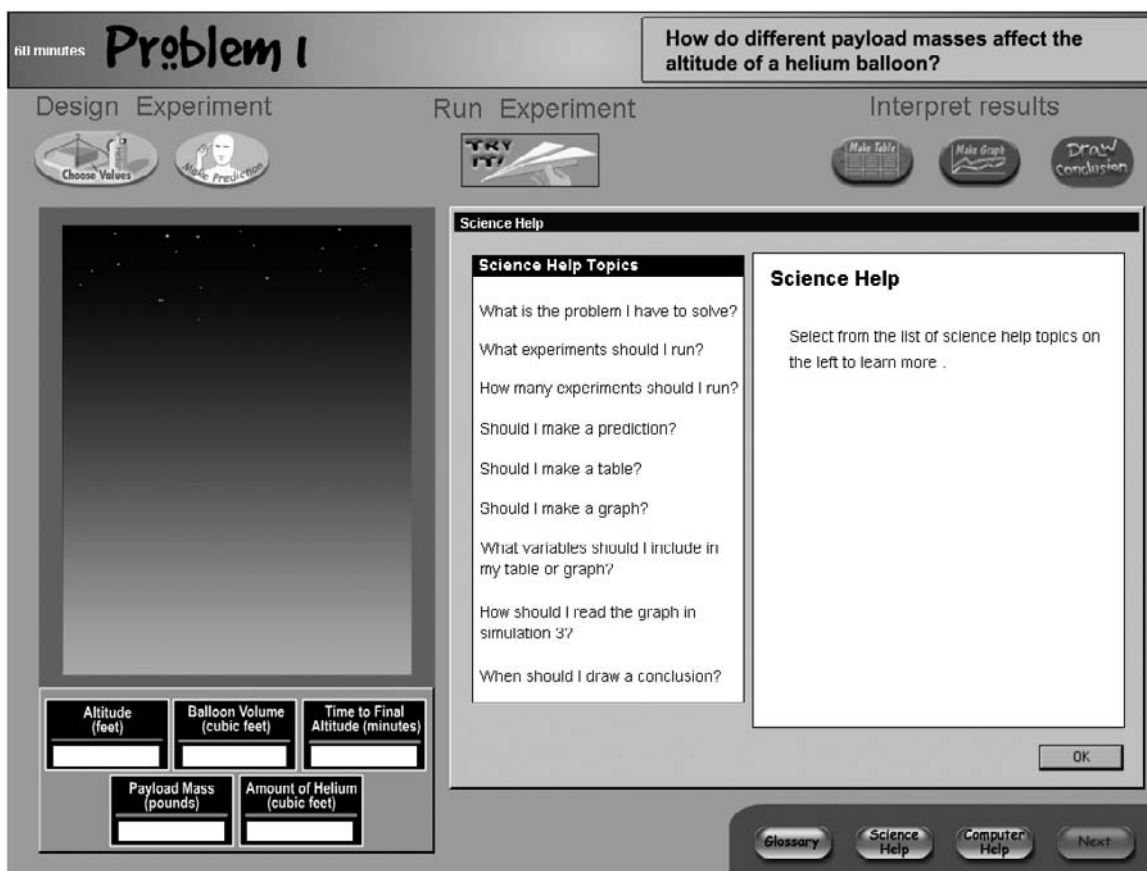 60 minutes
Problem 1
How do different payload masses affect the
altitude of a helium balloon?
Design Experiment
Run Experiment
Interpret results
Choose Values
Make Prediction
TRY
IT!
Make Table
Make Graph
Draw
Conclusion
Science Help
Science Help Topics
What is the problem I have to solve?
What experiments should I run?
How many experiments should I run?
Should I make a prediction?
Should I make a table?
Should I make a graph?
What variables should I include in
my table or graph?
How should I read the graph in
simulation 3?
When should I draw a conclusion?
Science Help
Select from the list of science help topics on
the left to learn more .
OK
Altitude
(feet)
Balloon Volume
(cubic feet)
Time to Final
Altitude (minutes)
Payload Mass
(pounds)
Amount of Helium
(cubic feet)
Glossary
Science
Help
Computer
Help
Next